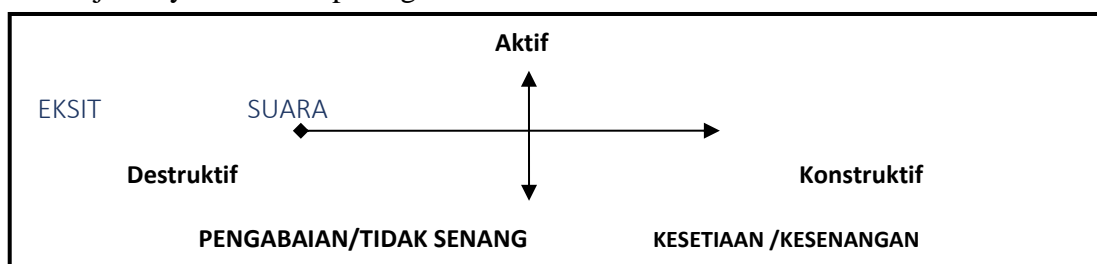 Aktif
EKSIT SUARA
Destruktif Konstruktif
PENGABAIAN/TIDAK SENANG KESETIAAN /KESENANGAN